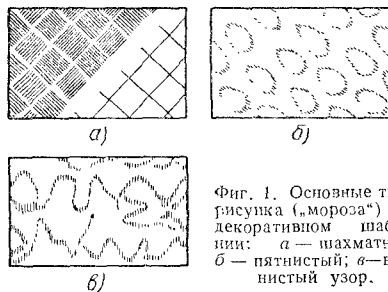 а)
б)
в)
Фиг. 1. Основные т
рисунка („мороза“)
декоративном шаб
нии: а — шахматн
б — пятнистый; в—в
нистый узор.